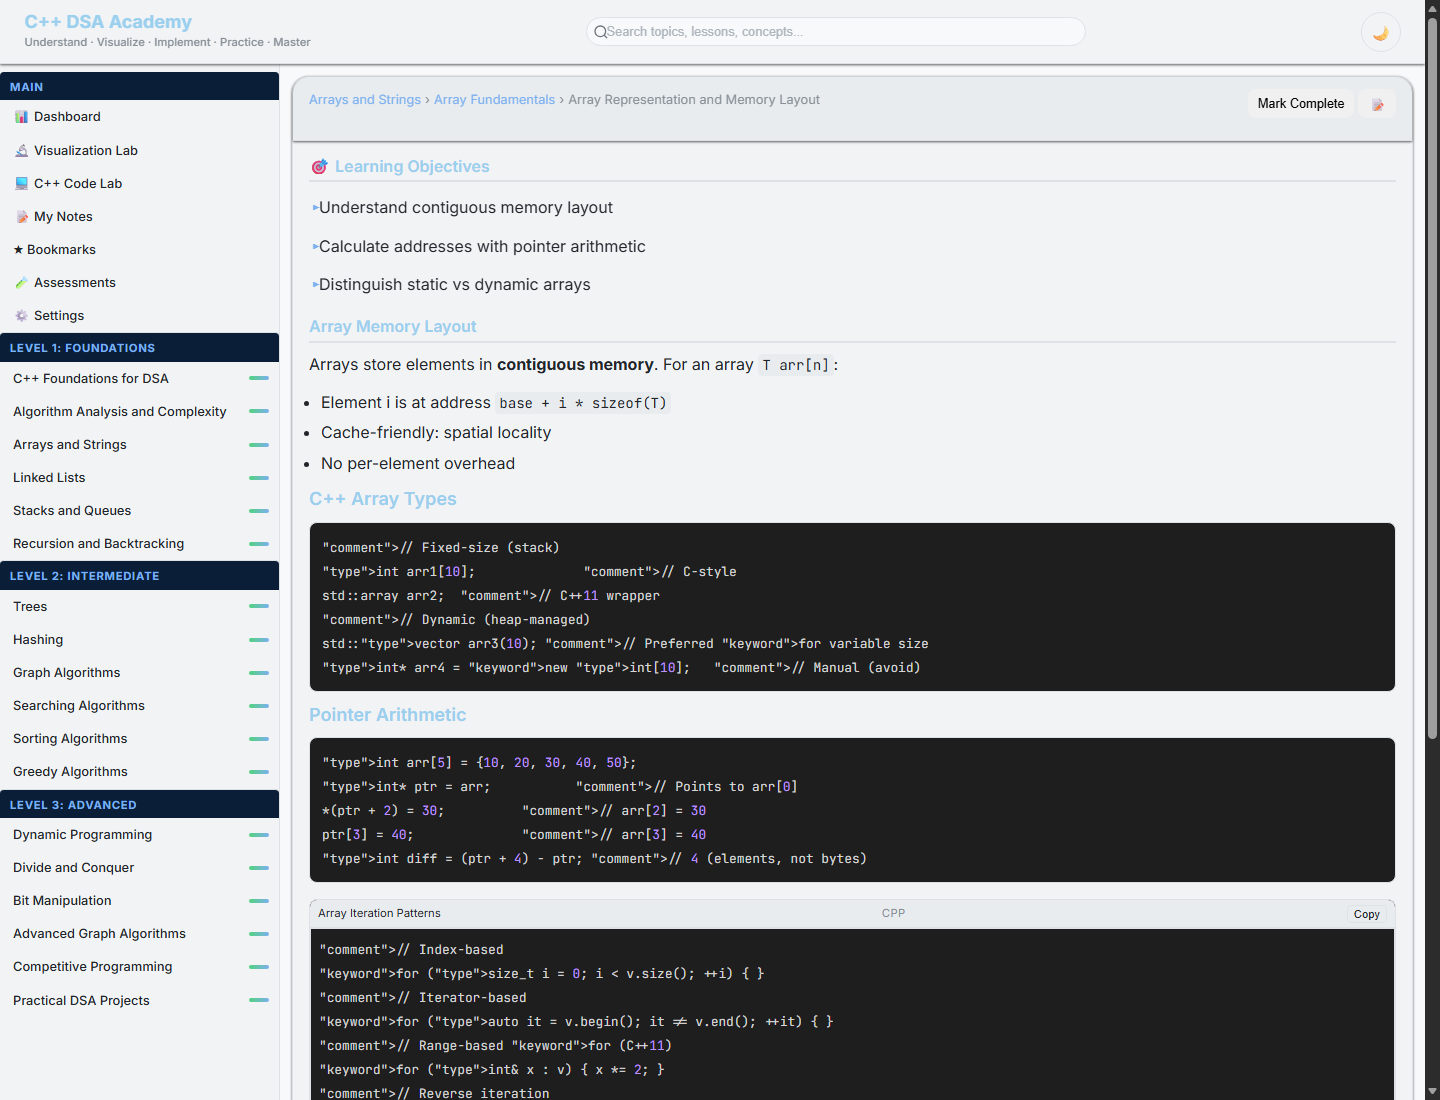 C++ DSA Academy
Understand · Visualize · Implement · Practice · Master
Search topics, lessons, concepts...
MAIN
Dashboard
Visualization Lab
C++ Code Lab
My Notes
★ Bookmarks
Assessments
Settings
LEVEL 1: FOUNDATIONS
C++ Foundations for DSA
Algorithm Analysis and Complexity
Arrays and Strings
Linked Lists
Stacks and Queues
Recursion and Backtracking
LEVEL 2: INTERMEDIATE
Trees
Hashing
Graph Algorithms
Searching Algorithms
Sorting Algorithms
Greedy Algorithms
LEVEL 3: ADVANCED
Dynamic Programming
Divide and Conquer
Bit Manipulation
Advanced Graph Algorithms
Competitive Programming
Practical DSA Projects
Arrays and Strings › Array Fundamentals › Array Representation and Memory Layout
Mark Complete
Learning Objectives
Understand contiguous memory layout
Calculate addresses with pointer arithmetic
Distinguish static vs dynamic arrays
Array Memory Layout
Arrays store elements in contiguous memory. For an array T arr[n]:
• Element i is at address base + i * sizeof(T)
• Cache-friendly: spatial locality
• No per-element overhead
C++ Array Types
"comment">// Fixed-size (stack)
"type">int arr1[10];              "comment">// C-style
std::array arr2;  "comment">// C++11 wrapper
"comment">// Dynamic (heap-managed)
std::"type">vector arr3(10); "comment">// Preferred "keyword">for variable size
"type">int* arr4 = "keyword">new "type">int[10];   "comment">// Manual (avoid)
Pointer Arithmetic
"type">int arr[5] = {10, 20, 30, 40, 50};
"type">int* ptr = arr;           "comment">// Points to arr[0]
*(ptr + 2) = 30;          "comment">// arr[2] = 30
ptr[3] = 40;              "comment">// arr[3] = 40
"type">int diff = (ptr + 4) - ptr; "comment">// 4 (elements, not bytes)
Array Iteration Patterns
CPP
Copy
"comment">// Index-based
"keyword">for ("type">size_t i = 0; i < v.size(); ++i) { }
"comment">// Iterator-based
"keyword">for ("type">auto it = v.begin(); it != v.end(); ++it) { }
"comment">// Range-based "keyword">for (C++11)
"keyword">for ("type">int& x : v) { x *= 2; }
"comment">// Reverse iteration